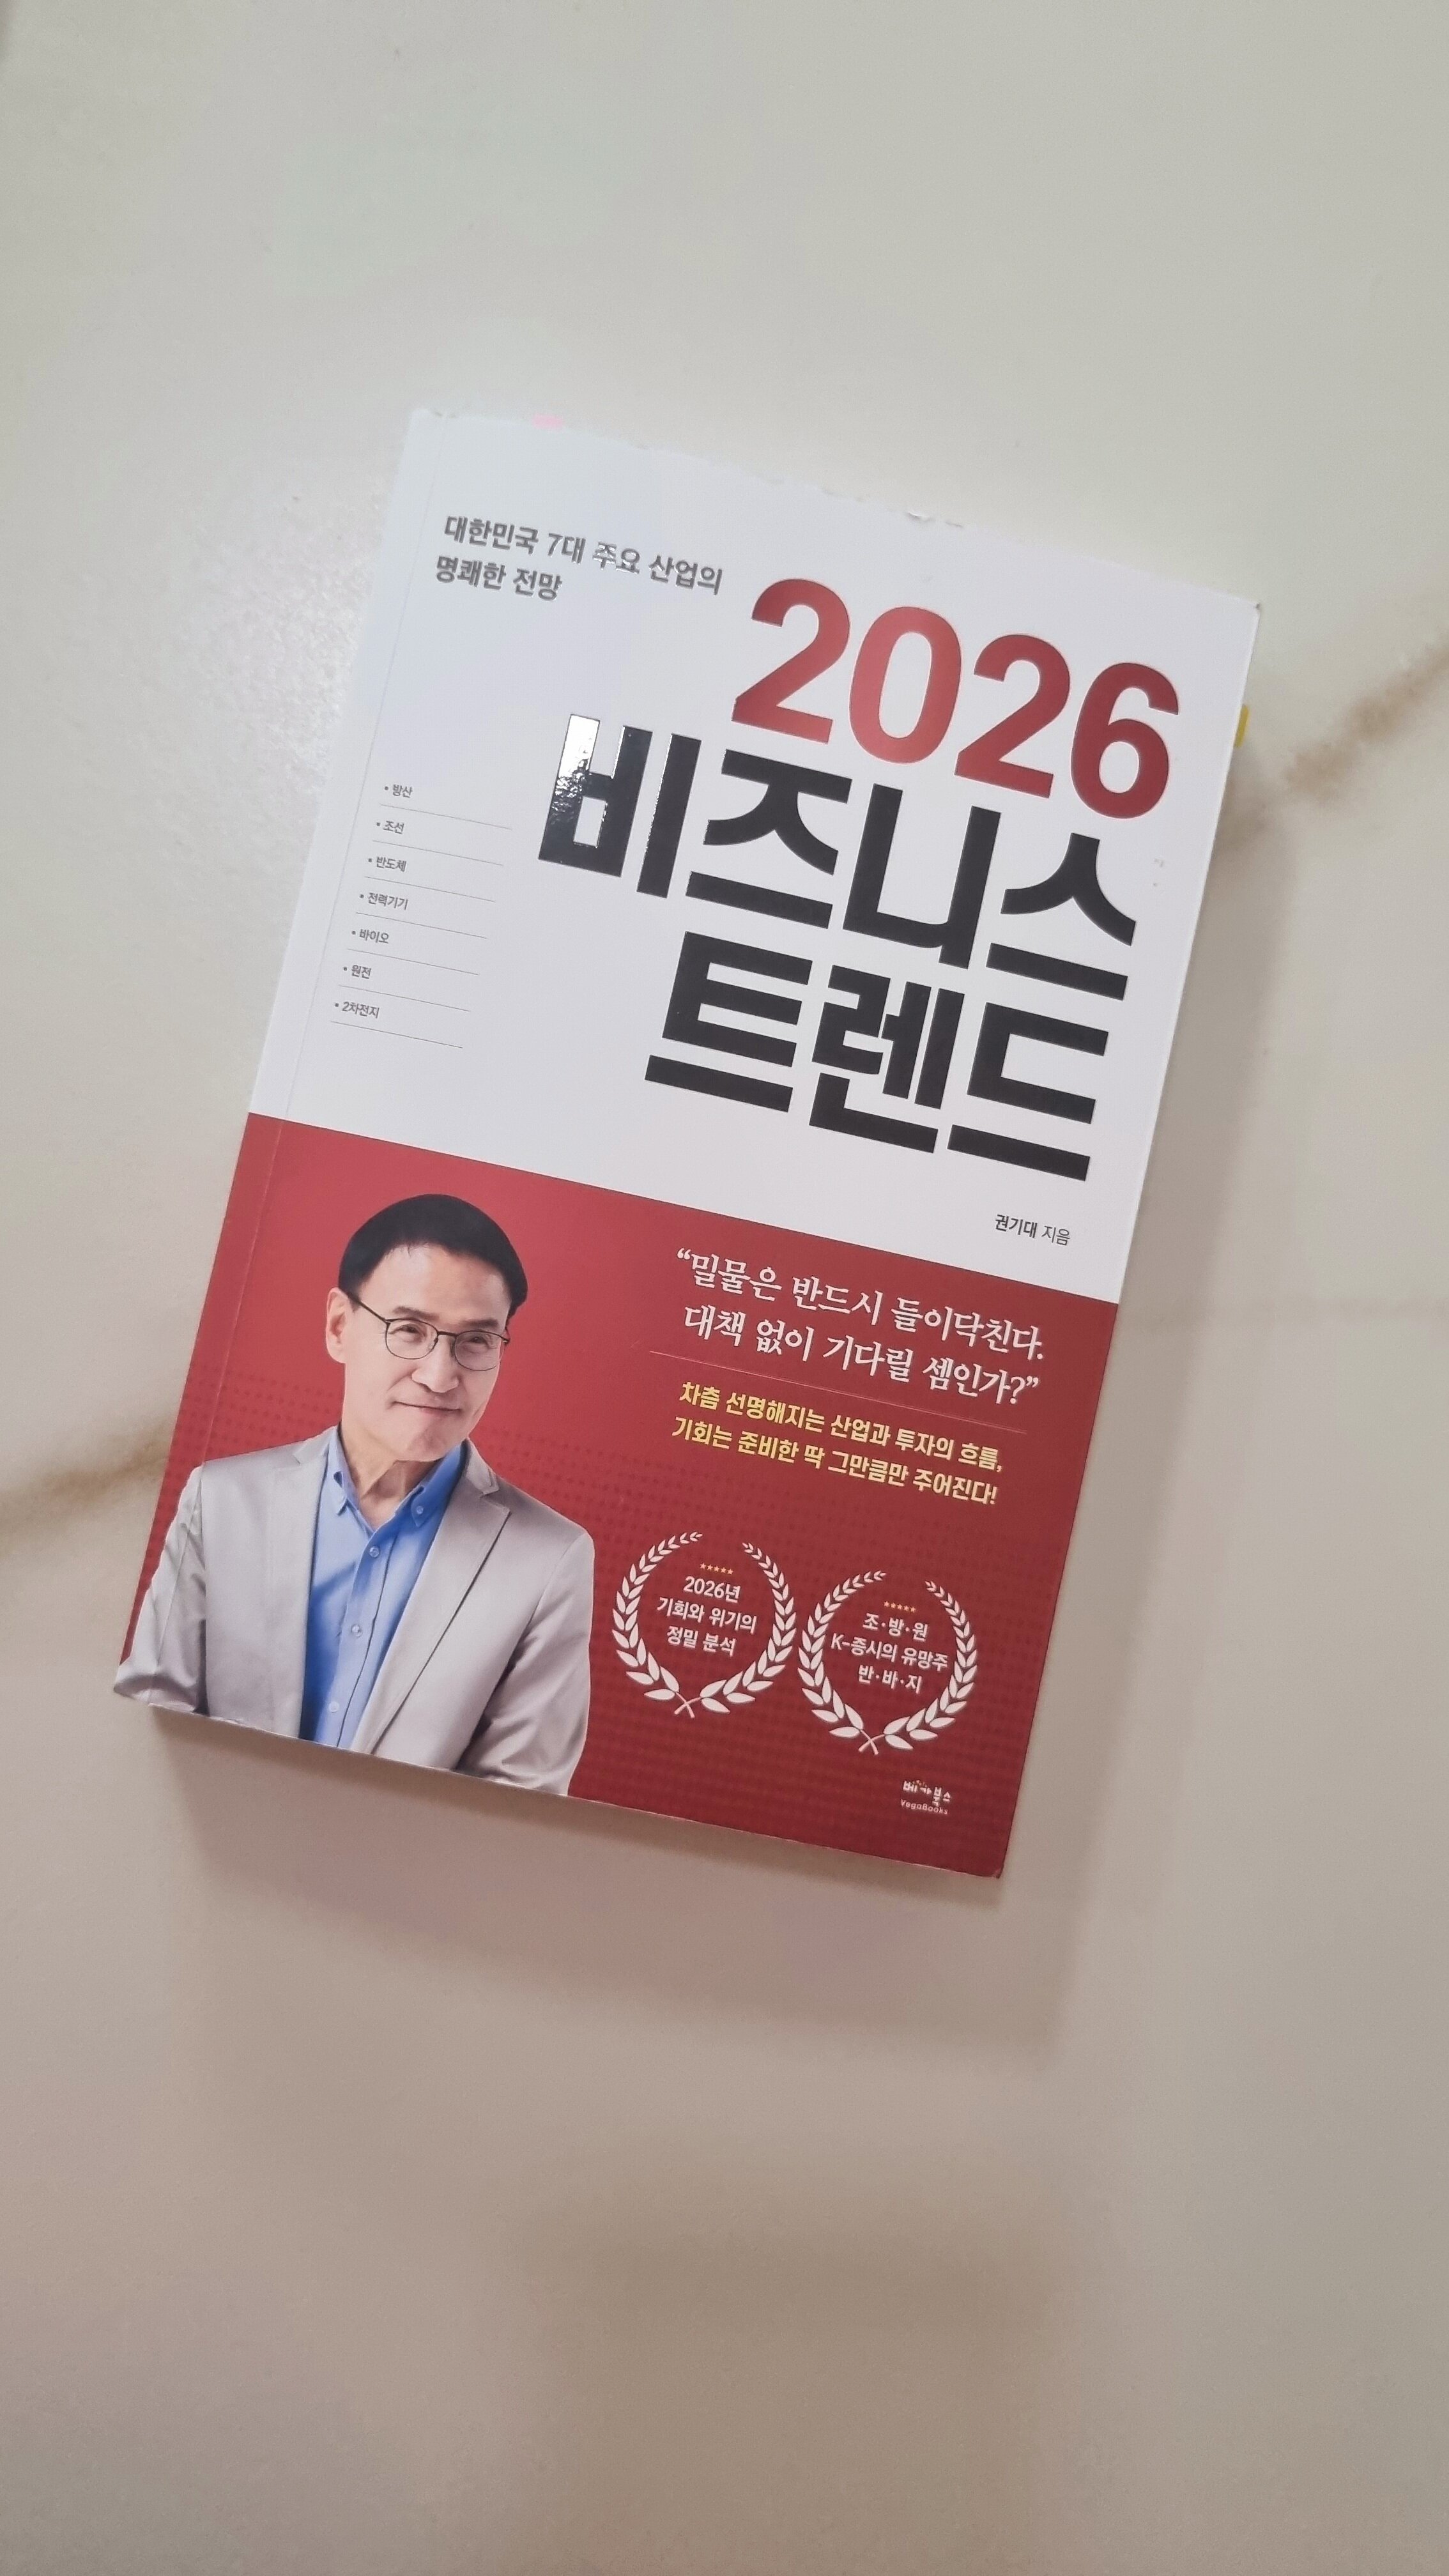 대한민국 7대 주요 산업의
명쾌한 전망
2026
비즈니스
트렌드
• 방산
• 조선
• 반도체
• 전력기기
• 바이오
• 원전
• 2차전지
권기대 지음
“밀물은 반드시 들이닥친다.
대책 없이 기다릴 셈인가?”
차츰 선명해지는 산업과 투자의 흐름,
기회는 준비한 딱 그만큼만 주어진다!
★★★★★
2026년
기회와 위기의
정밀 분석
★★★★★
조·방·원
K-증시의 유망주
반·바·지
베가북스
VegaBooks